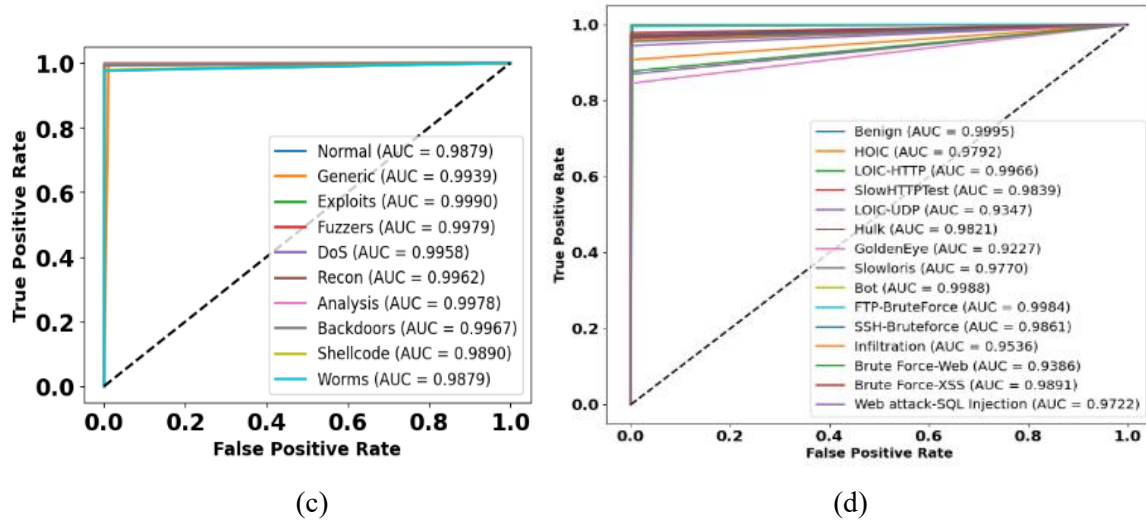 1.0
0.8
0.6
0.4
0.2
0.0
True Positive Rate
Normal (AUC = 0.9879)
Generic (AUC = 0.9939)
Exploits (AUC = 0.9990)
Fuzzers (AUC = 0.9979)
DoS (AUC = 0.9958)
Recon (AUC = 0.9962)
Analysis (AUC = 0.9978)
Backdoors (AUC = 0.9967)
Shellcode (AUC = 0.9890)
Worms (AUC = 0.9879)
0.0 0.2 0.4 0.6 0.8 1.0
False Positive Rate
(c)
1.0
0.8
0.6
0.4
0.2
0.0
True Positive Rate
Benign (AUC = 0.9995)
HOIC (AUC = 0.9792)
LOIC-HTTP (AUC = 0.9966)
SlowHTTPTest (AUC = 0.9839)
LOIC-UDP (AUC = 0.9347)
Hulk (AUC = 0.9821)
GoldenEye (AUC = 0.9227)
Slowloris (AUC = 0.9770)
Bot (AUC = 0.9988)
FTP-BruteForce (AUC = 0.9984)
SSH-Bruteforce (AUC = 0.9861)
Infiltration (AUC = 0.9536)
Brute Force-Web (AUC = 0.9386)
Brute Force-XSS (AUC = 0.9891)
Web attack-SQL Injection (AUC = 0.9722)
0.0 0.2 0.4 0.6 0.8 1.0
False Positive Rate
(d)